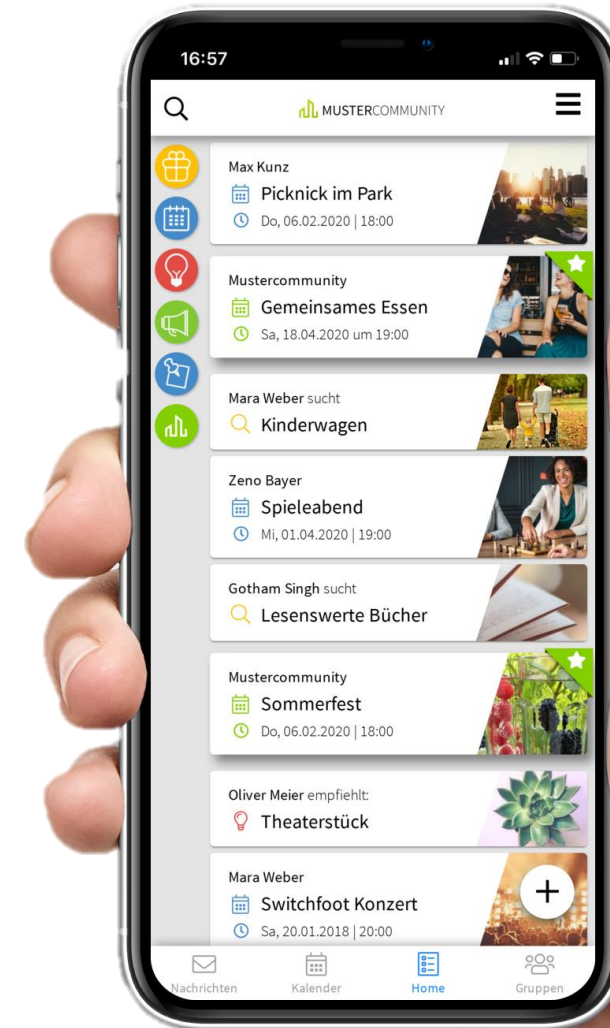 16:57
MUSTERCOMMUNITY
Max Kunz
Picknick im Park
Do, 06.02.2020 | 18:00
Mustercommunity
Gemeinsames Essen
Sa, 18.04.2020 um 19:00
Mara Weber sucht
Kinderwagen
Zeno Bayer
Spieleabend
Mi, 01.04.2020 | 19:00
Gotham Singh sucht
Lesenswerte Bücher
Mustercommunity
Sommerfest
Do, 06.02.2020 | 18:00
Oliver Meier empfiehlt:
Theaterstück
Mara Weber
Switchfoot Konzert
Sa, 20.01.2018 | 20:00
Nachrichten Kalender Home Gruppen